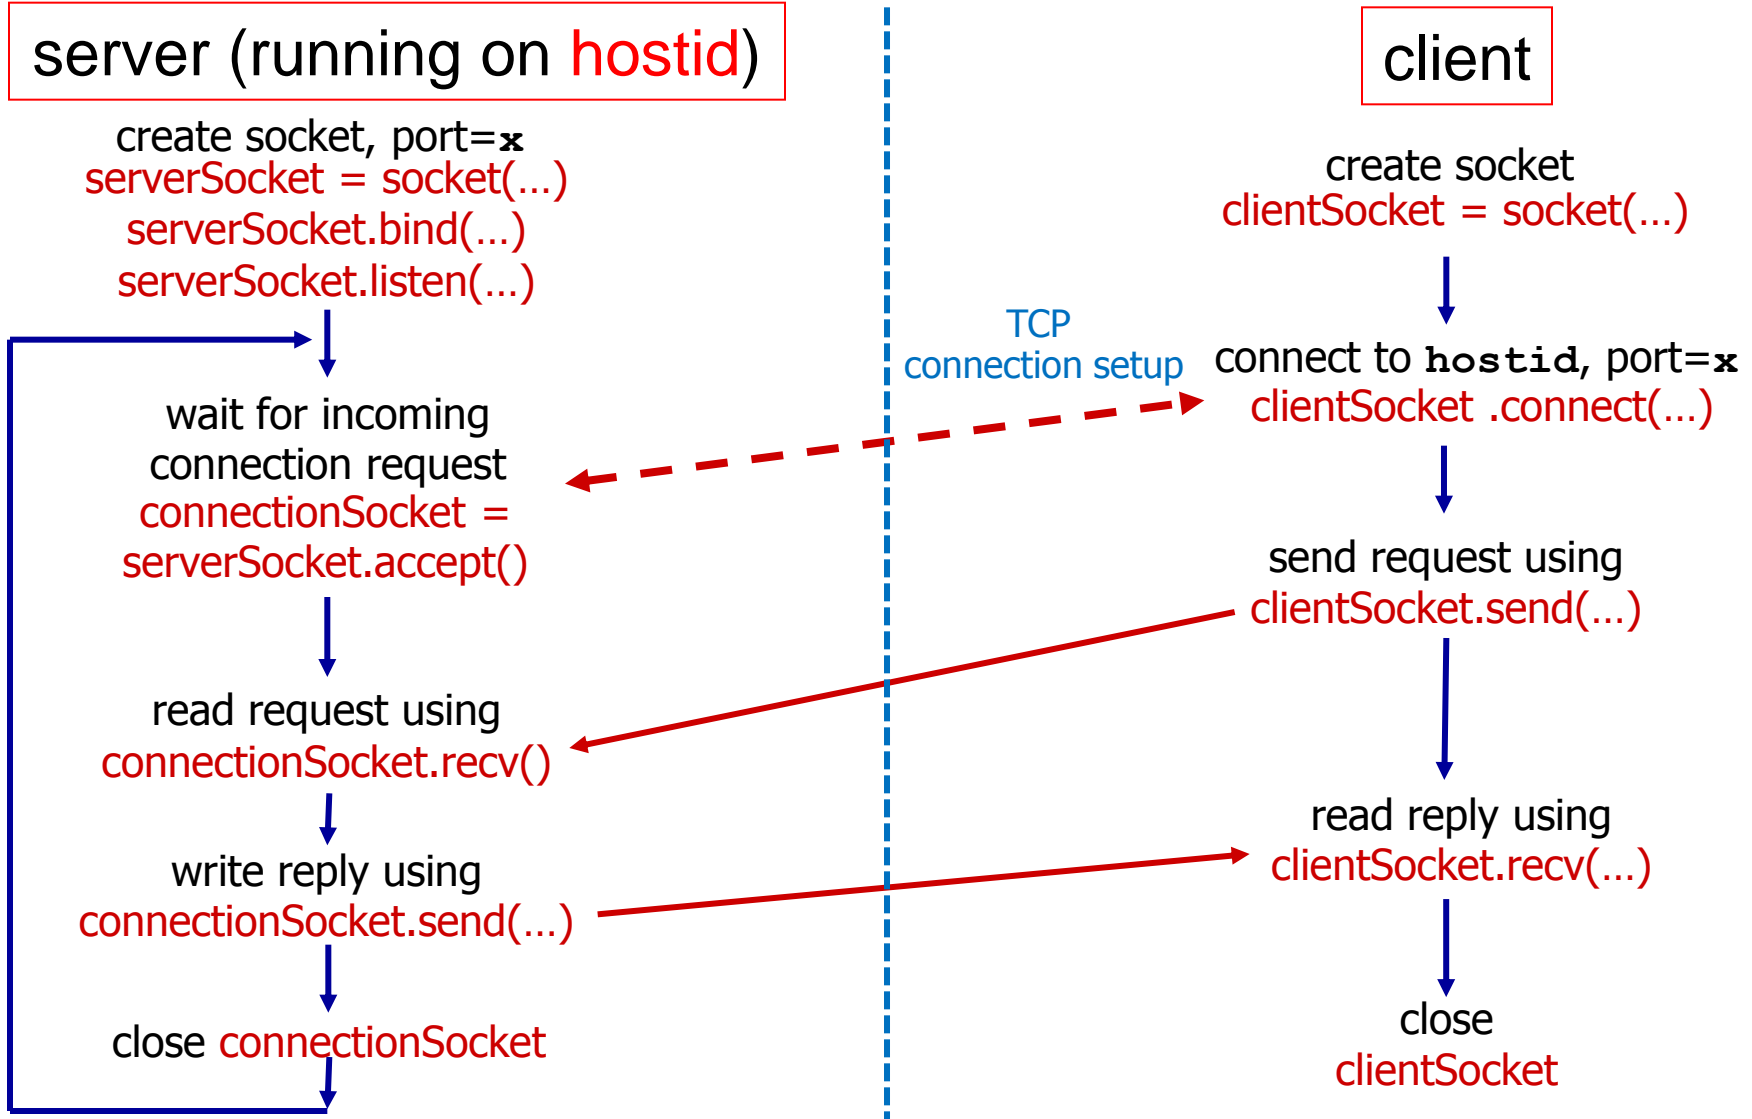 server (running on hostid)
create socket, port=x
serverSocket = socket(…)
serverSocket.bind(…)
serverSocket.listen(…)
wait for incoming
connection request
connectionSocket =
serverSocket.accept()
read request using
connectionSocket.recv()
write reply using
connectionSocket.send(…)
close connectionSocket
TCP
connection setup
client
create socket
clientSocket = socket(…)
connect to hostid, port=x
clientSocket .connect(…)
send request using
clientSocket.send(…)
read reply using
clientSocket.recv(…)
close
clientSocket